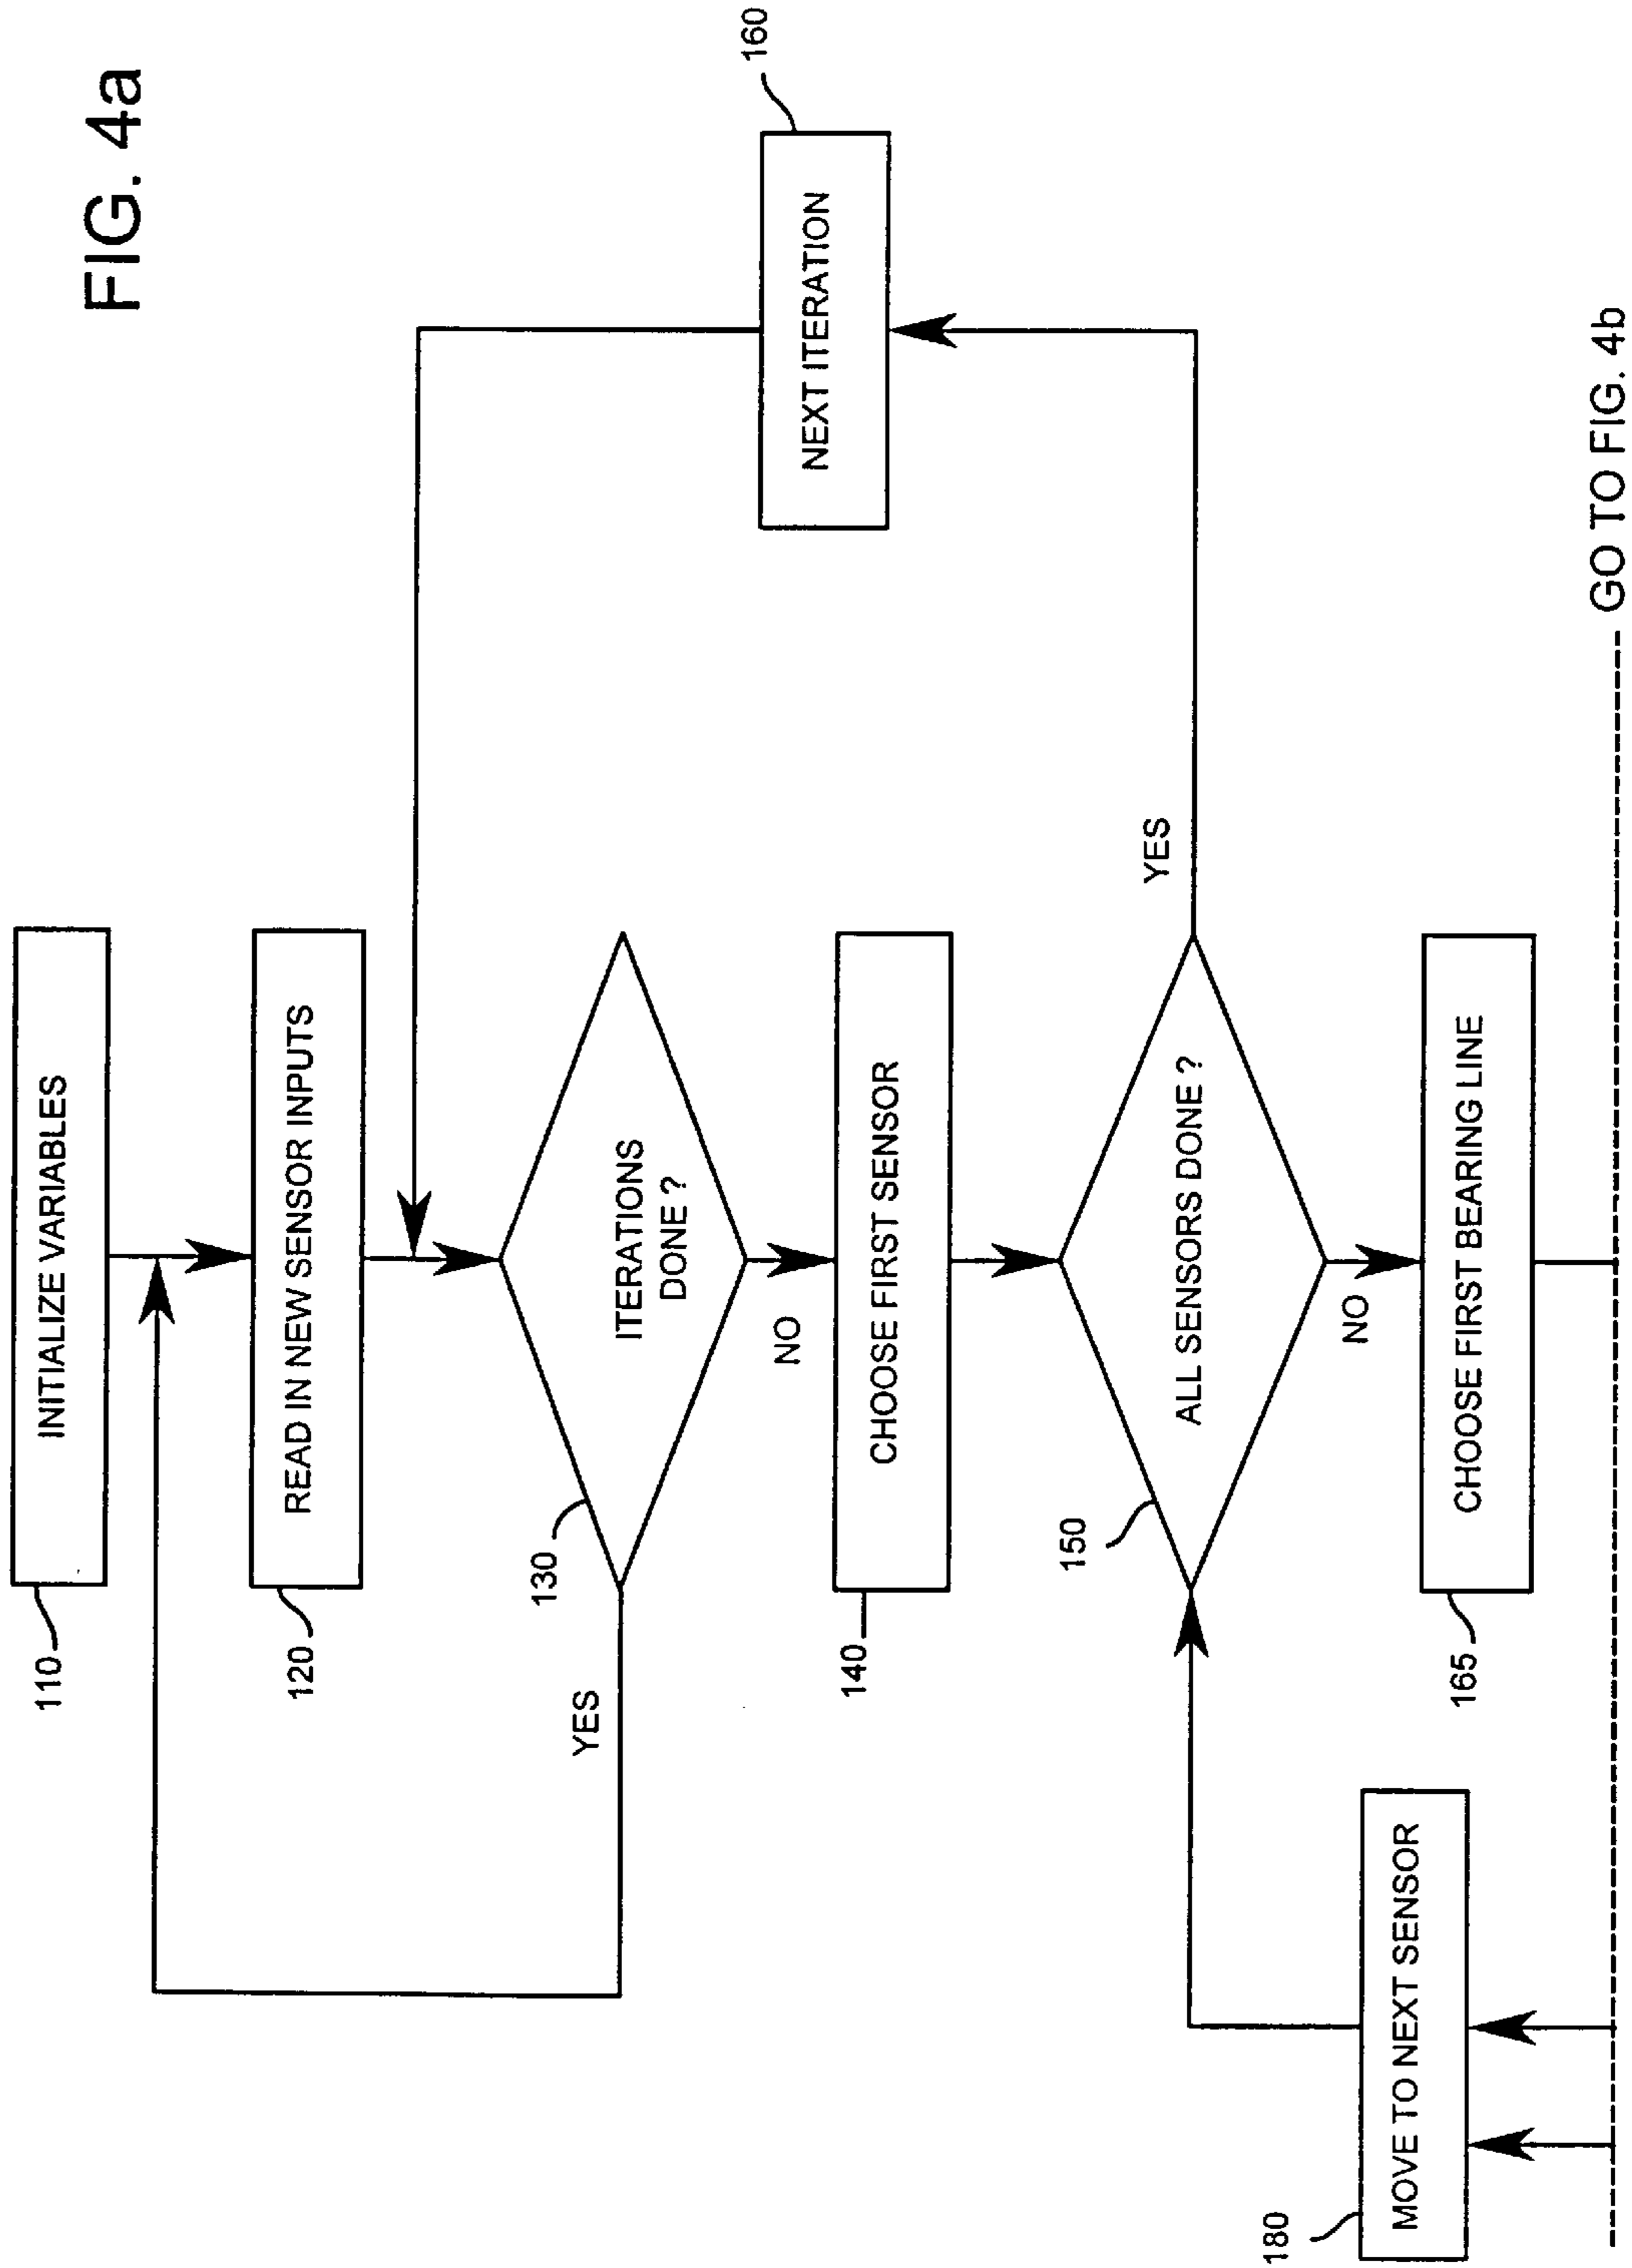 FIG. 4a
INITIALIZE VARIABLES
110
READ IN NEW SENSOR INPUTS
120
ITERATIONS
DONE ?
130
YES
NO
CHOOSE FIRST SENSOR
140
ALL SENSORS DONE ?
150
YES
NEXT ITERATION
160
NO
CHOOSE FIRST BEARING LINE
165
MOVE TO NEXT SENSOR
180
GO TO FIG. 4b